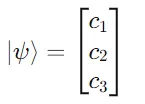 |ψ⟩ = [c₁
c₂
c₃]